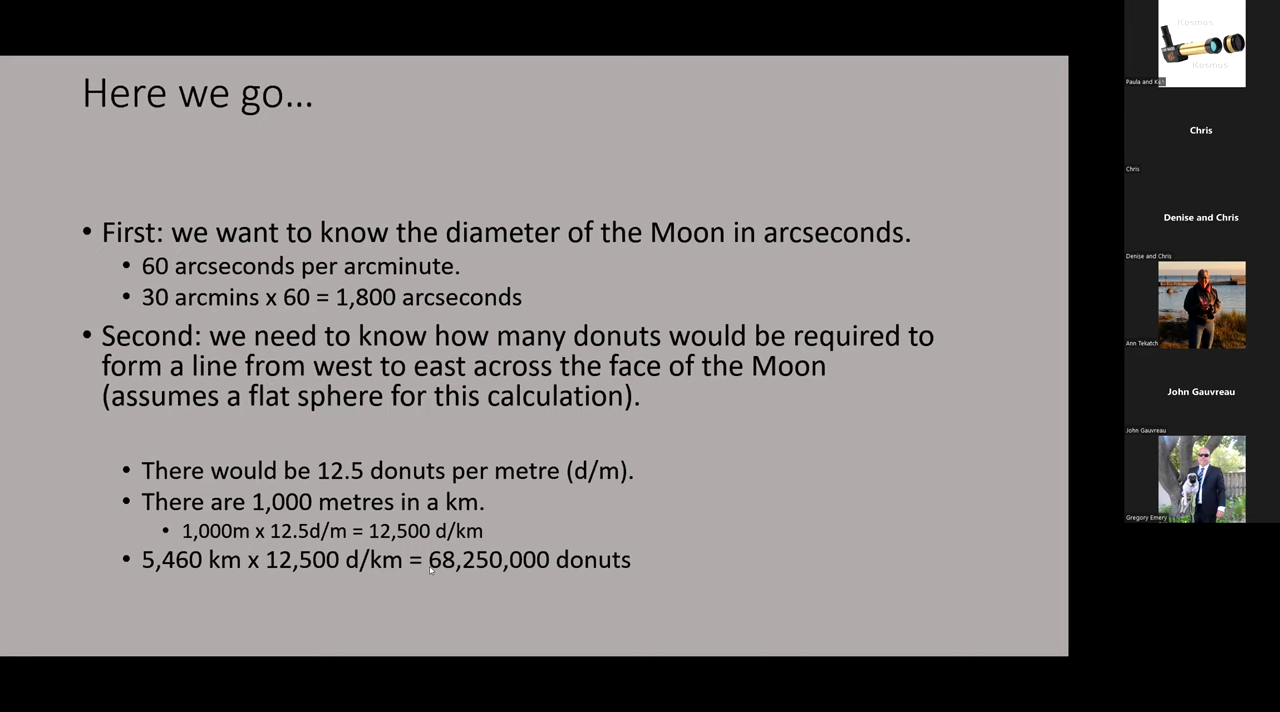 Here we go...
• First: we want to know the diameter of the Moon in arcseconds.
• 60 arcseconds per arcminute.
• 30 arcmins x 60 = 1,800 arcseconds
• Second: we need to know how many donuts would be required to
form a line from west to east across the face of the Moon
(assumes a flat sphere for this calculation).
• There would be 12.5 donuts per metre (d/m).
• There are 1,000 metres in a km.
• 1,000m x 12.5d/m = 12,500 d/km
• 5,460 km x 12,500 d/km = 68,250,000 donuts
Kosmos
Kosmos
Paula and
Chris
Chris
Denise and Chris
Denise and Chris
Ann Tekatch
John Gauvreau
John Gauvreau
Gregory Emery